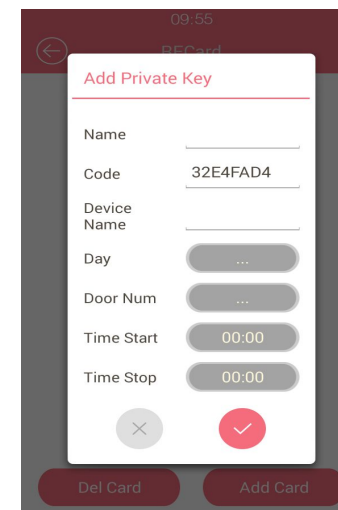 09:55
RFCard
Add Private Key
Name
Code 32E4FAD4
Device
Name
Day ...
Door Num ...
Time Start 00:00
Time Stop 00:00
Del Card Add Card